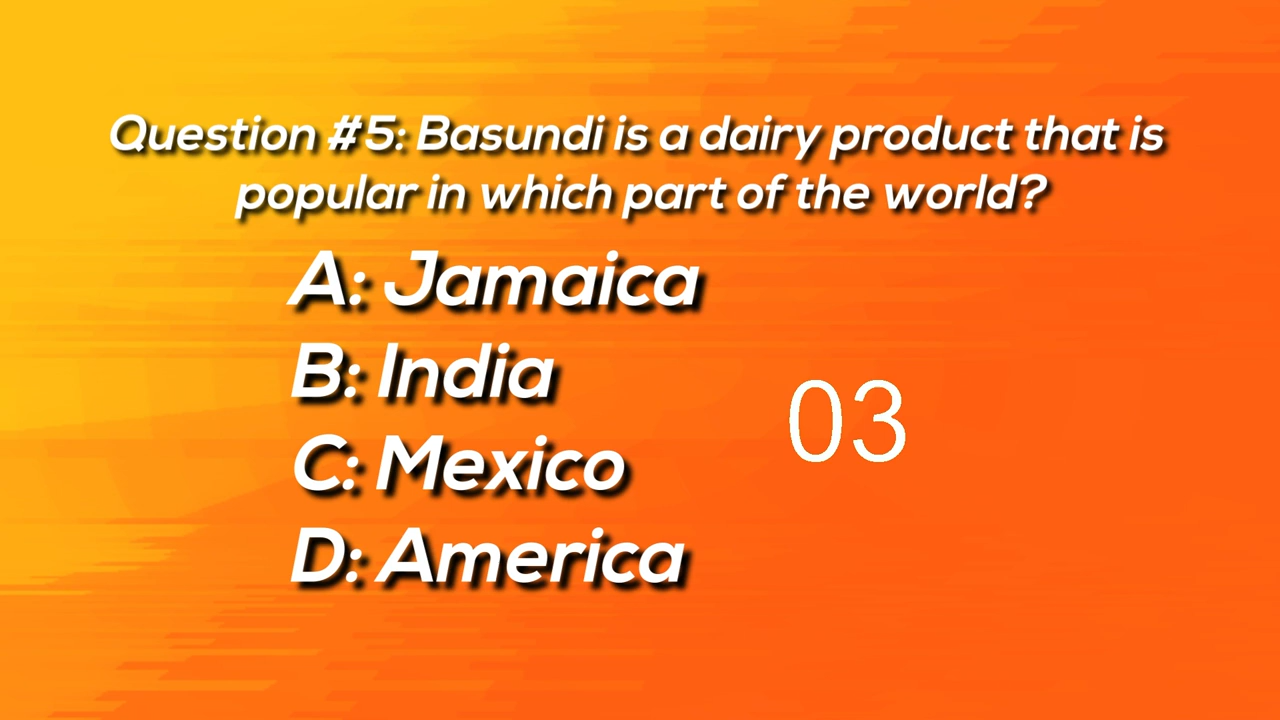 Question #5: Basundi is a dairy product that is
popular in which part of the world?
A: Jamaica
B: India
C: Mexico
D: America
03